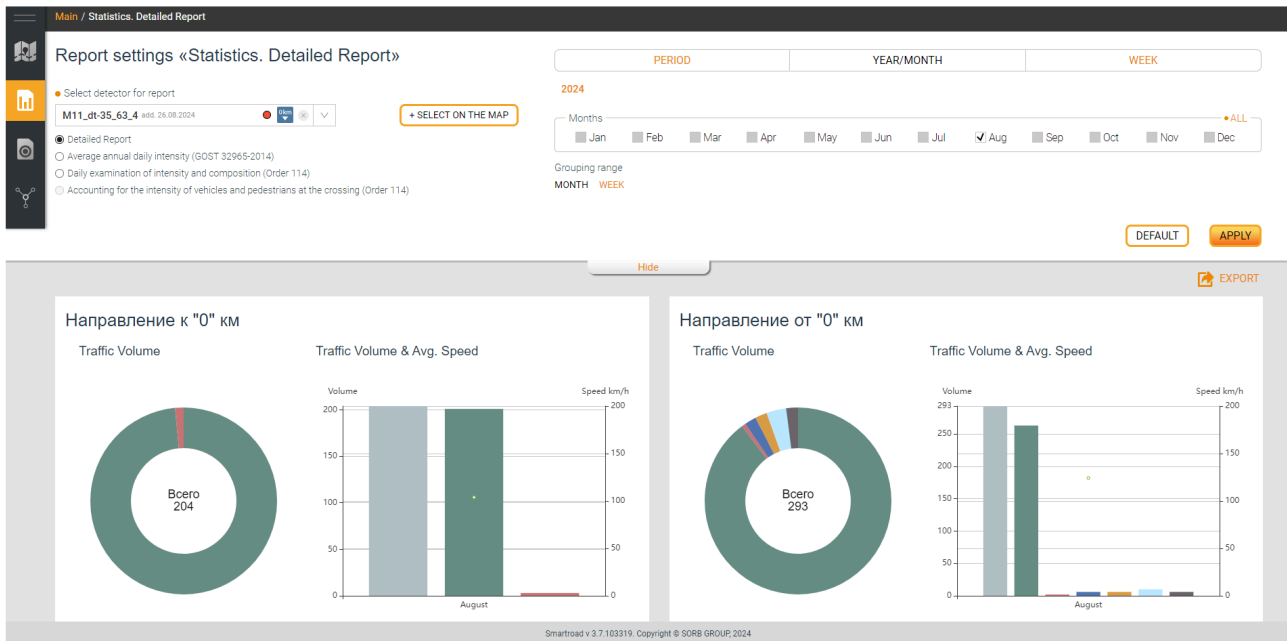 Main / Statistics. Detailed Report
Report settings «Statistics. Detailed Report»
Select detector for report
M11_dt-35_63_4 add. 26.08.2024
0km
+ SELECT ON THE MAP
Detailed Report
Average annual daily intensity (GOST 32965-2014)
Daily examination of intensity and composition (Order 114)
Accounting for the intensity of vehicles and pedestrians at the crossing (Order 114)
PERIOD YEAR/MONTH WEEK
2024
Months ALL
Jan Feb Mar Apr May Jun Jul Aug Sep Oct Nov Dec
Grouping range
MONTH WEEK
DEFAULT APPLY
Hide
EXPORT
Направление к "0" км
Traffic Volume
Всего
204
Traffic Volume & Avg. Speed
Volume Speed km/h
200 200
150 150
100 100
50 50
0 0
August
Направление от "0" км
Traffic Volume
Всего
293
Traffic Volume & Avg. Speed
Volume Speed km/h
293 200
250
200 150
150
100 100
50 50
0 0
August
Smartroad v 3.7.103319. Copyright © SORB GROUP, 2024